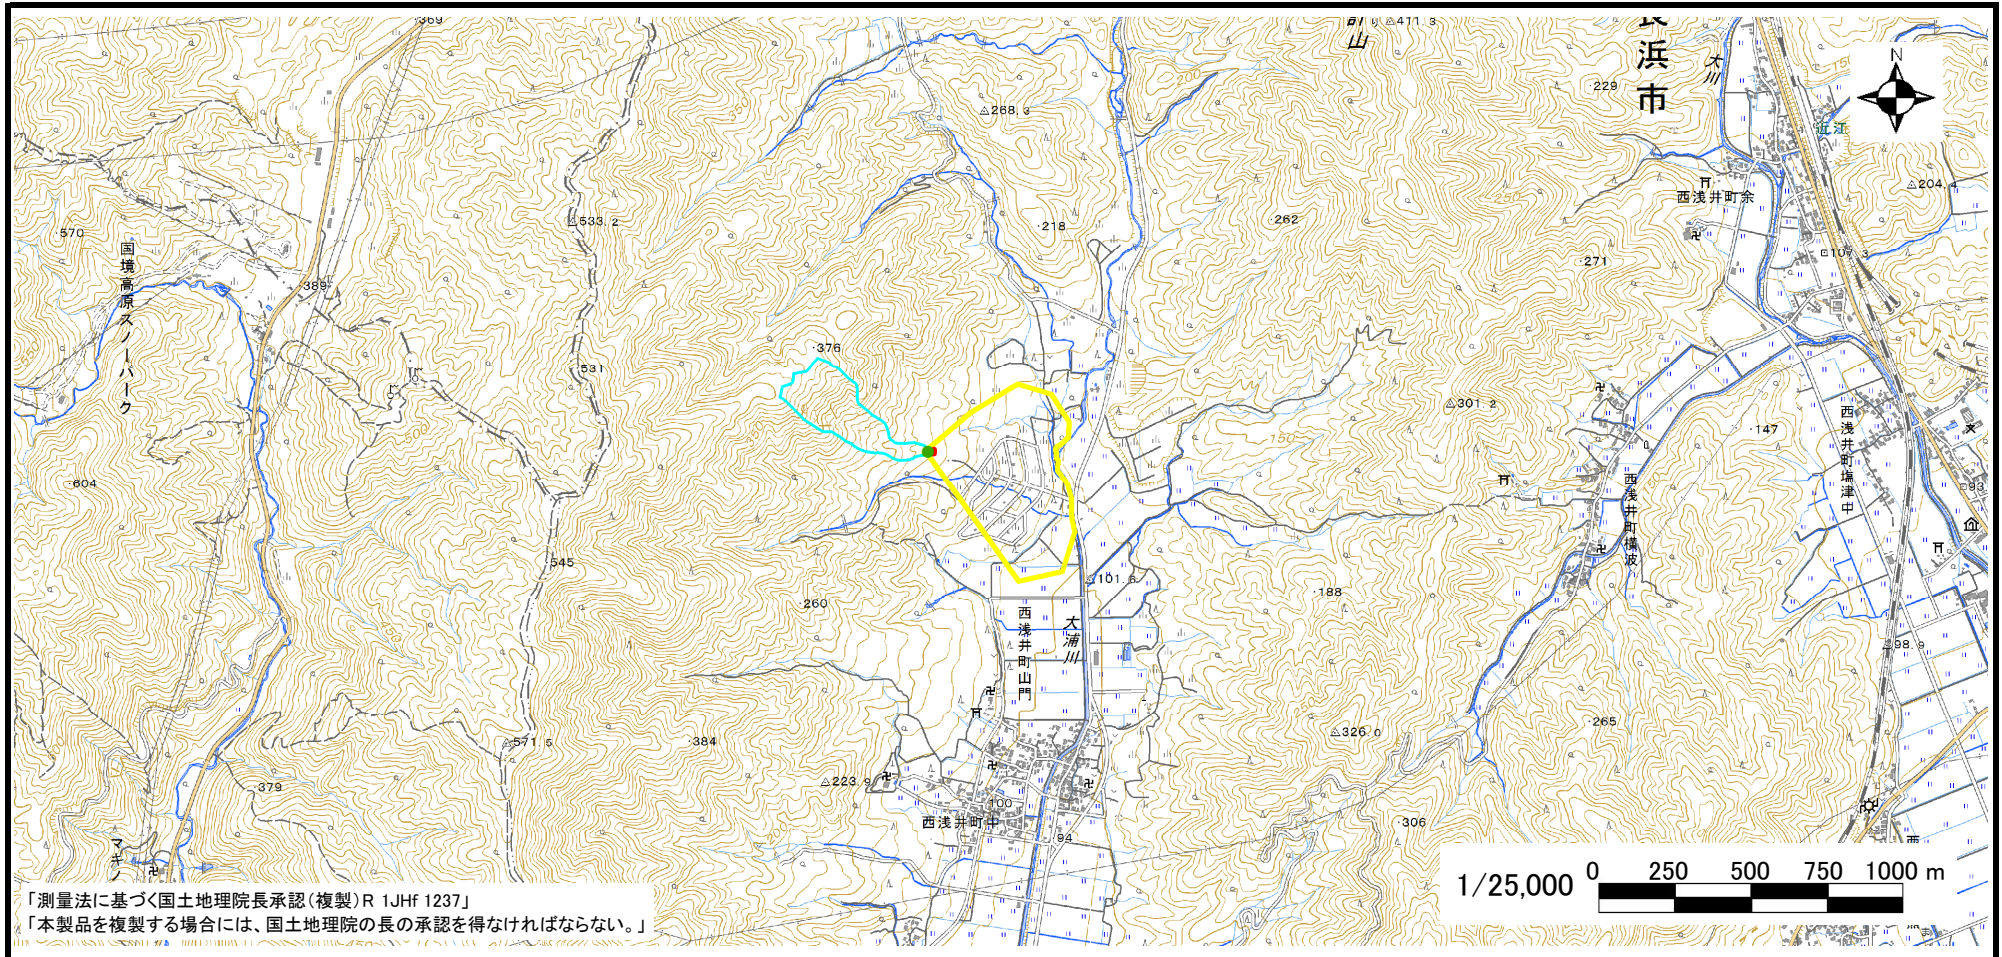 369
411.3
山
長浜市
大川
N
229
268.3
近江
西浅井町余
204.4
533.2
570
218
262
国境高原スノーパーク
271
107.3
389
376
531
301.2
147
西浅井町塩津中
604
150
西浅井町横波
93
545
101.6
260
188
西浅井町山門
大浦川
98.9
571.5
384
326.0
265
379
223.9
100
西浅井町中
306
94
マキノ
西
「測量法に基づく国土地理院長承認(複製)R 1JHf 1237」
「本製品を複製する場合には、国土地理院の長の承認を得なければならない。」
1/25,000
0 250 500 750 1000 m